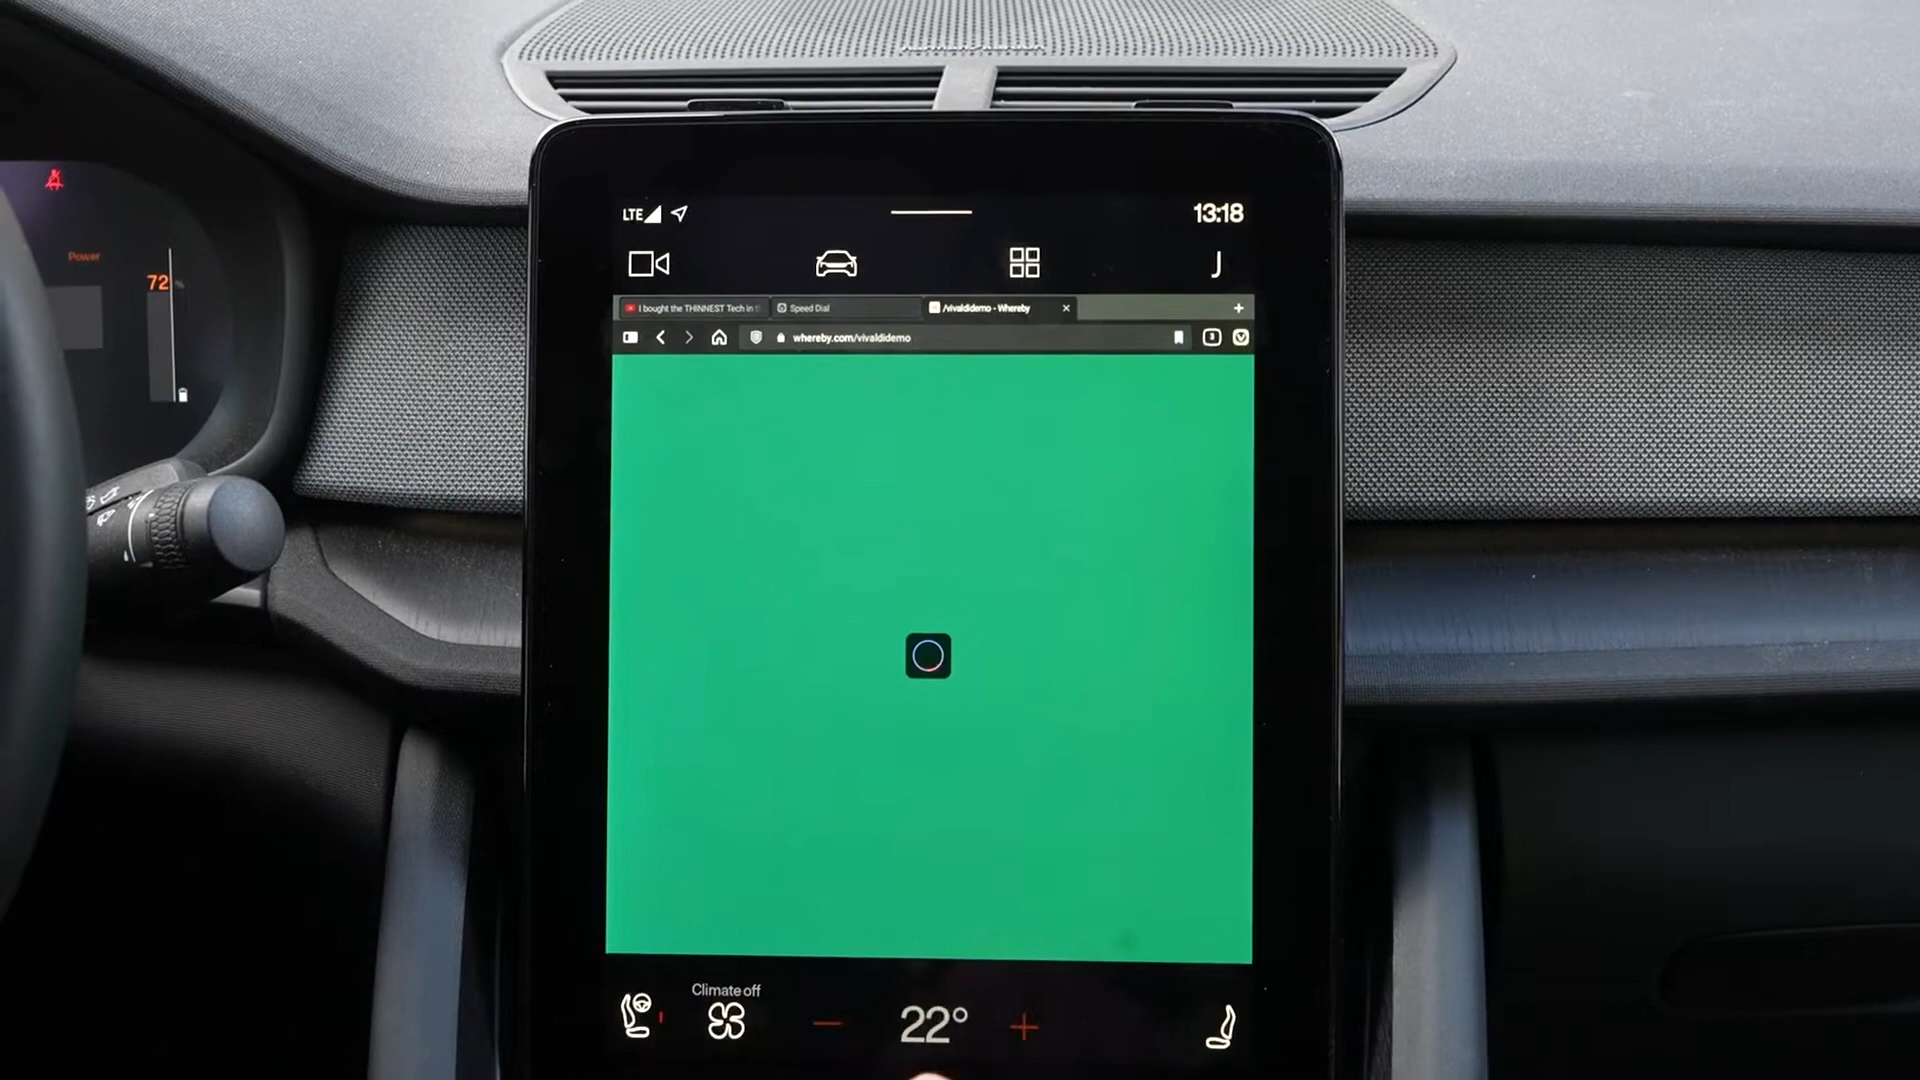 LTE
13:18
I bought the THINNEST Tech in
Speed Dial
/vivaldidemo - Whereby
whereby.com/vivaldidemo
Power
72
Climate off
22°